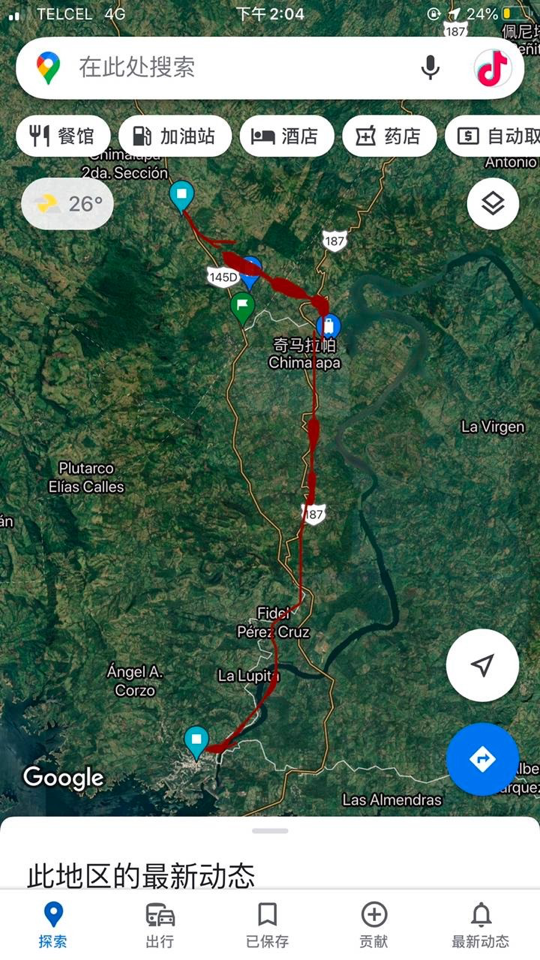 TELCEL 4G 下午2:04 24%
187
在此处搜索
餐馆 加油站 酒店 药店 自动取
Antonio
Chimalapa
2da. Sección
26°
187
145D
奇马拉帕
Chimalapa
La Virgen
Plutarco
Elías Calles
187
Fidel
Pérez Cruz
Ángel A.
Corzo
La Lupita
Google
Las Almendras
此地区的最新动态
探索 出行 已保存 贡献 最新动态